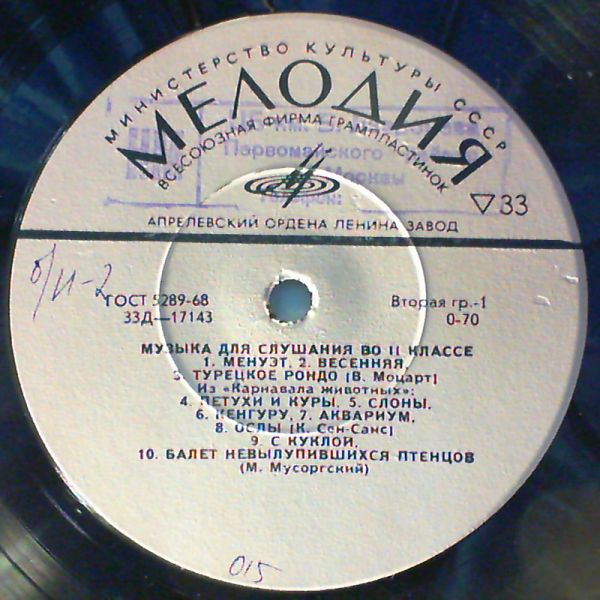 МИНИСТЕРСТВО КУЛЬТУРЫ СССР
МЕЛОДИЯ
ВСЕСОЮЗНАЯ ФИРМА ГРАМПЛАСТИНОК
Первомайского
Москвы
▽33
АПРЕЛЕВСКИЙ ОРДЕНА ЛЕНИНА ЗАВОД
б/и-2
ГОСТ 5289-68
33Д—17143
Вторая гр.-1
0-70
МУЗЫКА ДЛЯ СЛУШАНИЯ ВО II КЛАССЕ
1. МЕНУЭТ, 2. ВЕСЕННЯЯ,
3. ТУРЕЦКОЕ РОНДО (В. Моцарт)
Из «Карнавала животных»:
4. ПЕТУХИ И КУРЫ, 5. СЛОНЫ,
6. КЕНГУРУ, 7. АКВАРИУМ,
8. ОСЛЫ (К. Сен-Санс)
9. С КУКЛОЙ,
10. БАЛЕТ НЕВЫЛУПИВШИХСЯ ПТЕНЦОВ
(М. Мусоргский)
015